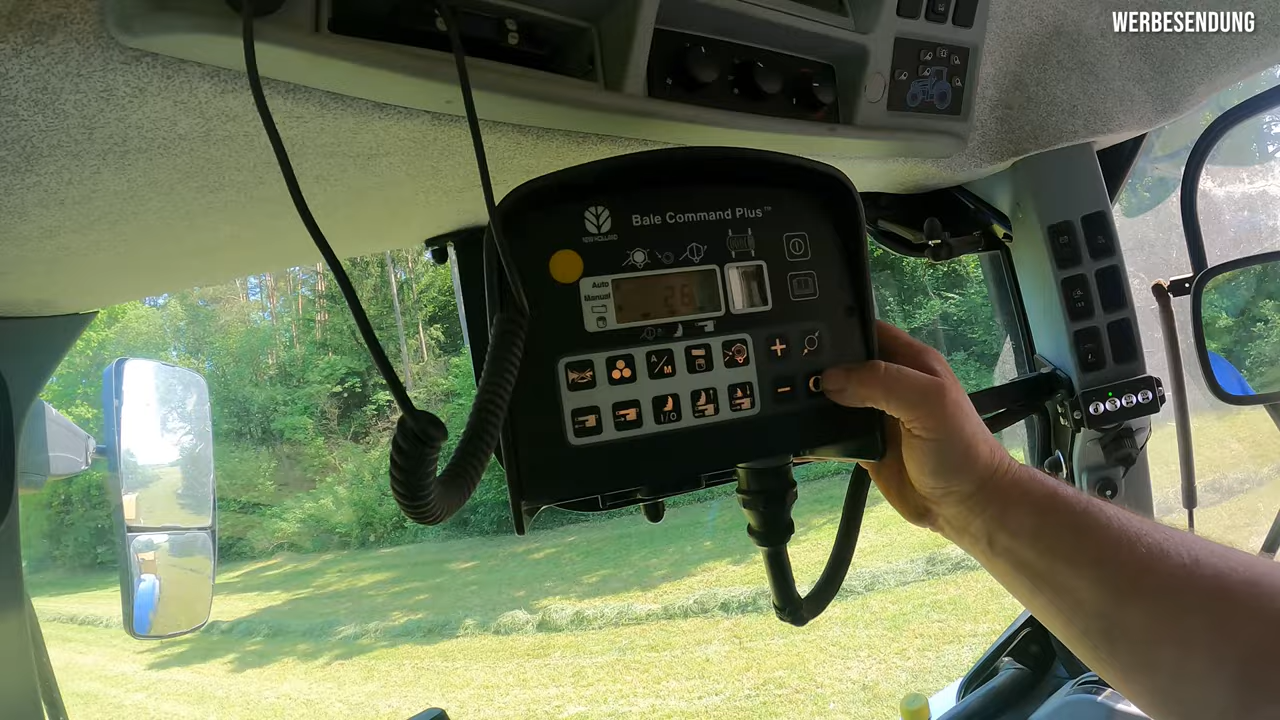 WERBESENDUNG
Bale Command Plus™
NEW HOLLAND
Auto
Manual
26
A/M
I/O